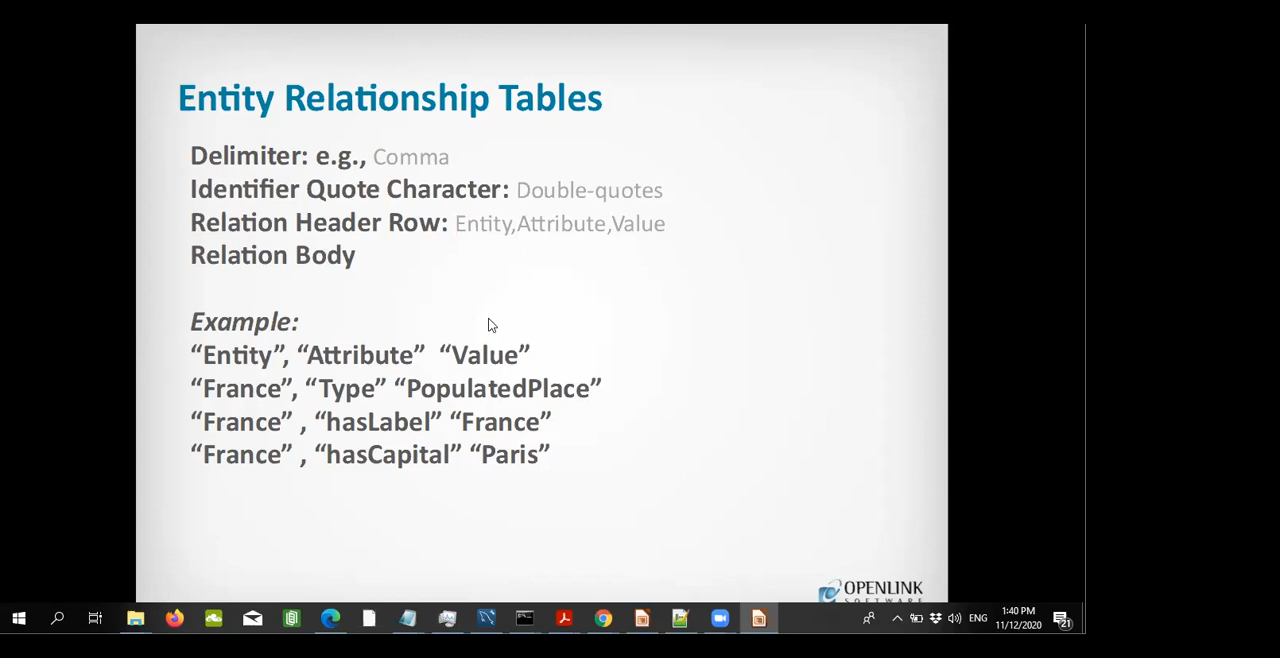 Entity Relationship Tables
Delimiter: e.g., Comma
Identifier Quote Character: Double-quotes
Relation Header Row: Entity,Attribute,Value
Relation Body
Example:
“Entity”, “Attribute”  “Value”
“France”, “Type” “PopulatedPlace”
“France” , “hasLabel” “France”
“France” , “hasCapital” “Paris”
OPENLINK
SOFTWARE
ENG
1:40 PM
11/12/2020
21